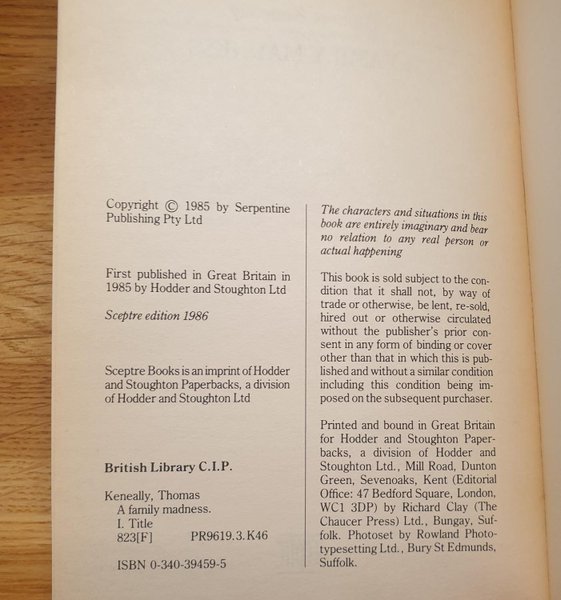 Copyright © 1985 by Serpentine
Publishing Pty Ltd
First published in Great Britain in
1985 by Hodder and Stoughton Ltd
Sceptre edition 1986
Sceptre Books is an imprint of Hodder
and Stoughton Paperbacks, a division
of Hodder and Stoughton Ltd
British Library C.I.P.
Keneally, Thomas
A family madness.
I. Title
823[F] PR9619.3.K46
ISBN 0-340-39459-5
The characters and situations in this
book are entirely imaginary and bear
no relation to any real person or
actual happening
This book is sold subject to the con-
dition that it shall not, by way of
trade or otherwise, be lent, re-sold,
hired out or otherwise circulated
without the publisher's prior con-
sent in any form of binding or cover
other than that in which this is pub-
lished and without a similar condition
including this condition being im-
posed on the subsequent purchaser.
Printed and bound in Great Britain
for Hodder and Stoughton Paper-
backs, a division of Hodder and
Stoughton Ltd., Mill Road, Dunton
Green, Sevenoaks, Kent (Editorial
Office: 47 Bedford Square, London,
WC1 3DP) by Richard Clay (The
Chaucer Press) Ltd., Bungay, Suf-
folk. Photoset by Rowland Photo-
typesetting Ltd., Bury St Edmunds,
Suffolk.